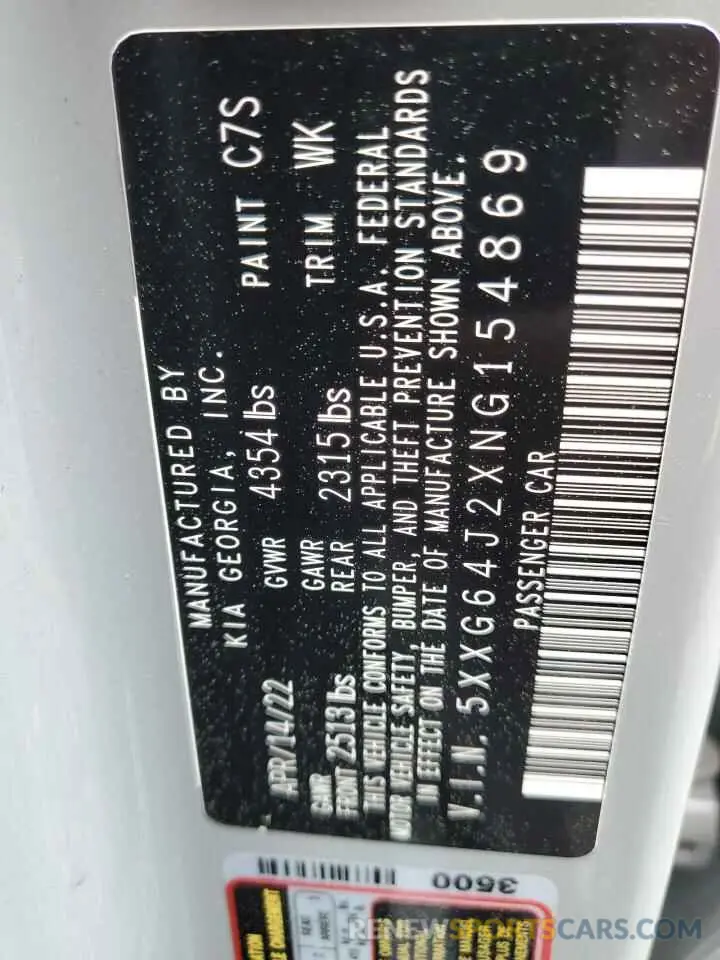 MANUFACTURED BY
KIA GEORGIA, INC.
APR/14/22 GVWR 4354 lbs PAINT C7S
GAWR FRONT 2513 lbs GAWR REAR 2315 lbs TRIM WK
THIS VEHICLE CONFORMS TO ALL APPLICABLE U.S.A. FEDERAL
MOTOR VEHICLE SAFETY, BUMPER, AND THEFT PREVENTION STANDARDS
IN EFFECT ON THE DATE OF MANUFACTURE SHOWN ABOVE.
V.I.N. 5XXG64J2XNG154869
PASSENGER CAR
3500
RENEWSPORTSCARS.COM